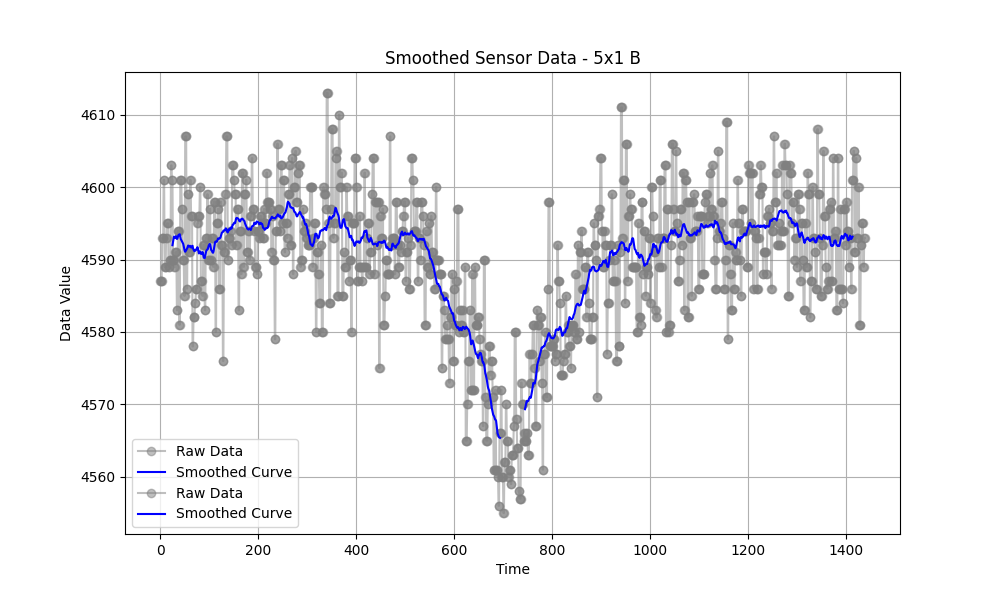 Smoothed Sensor Data - 5x1 B
Data Value
4610
4600
4590
4580
4570
4560
Raw Data
Smoothed Curve
Raw Data
Smoothed Curve
0 200 400 600 800 1000 1200 1400
Time